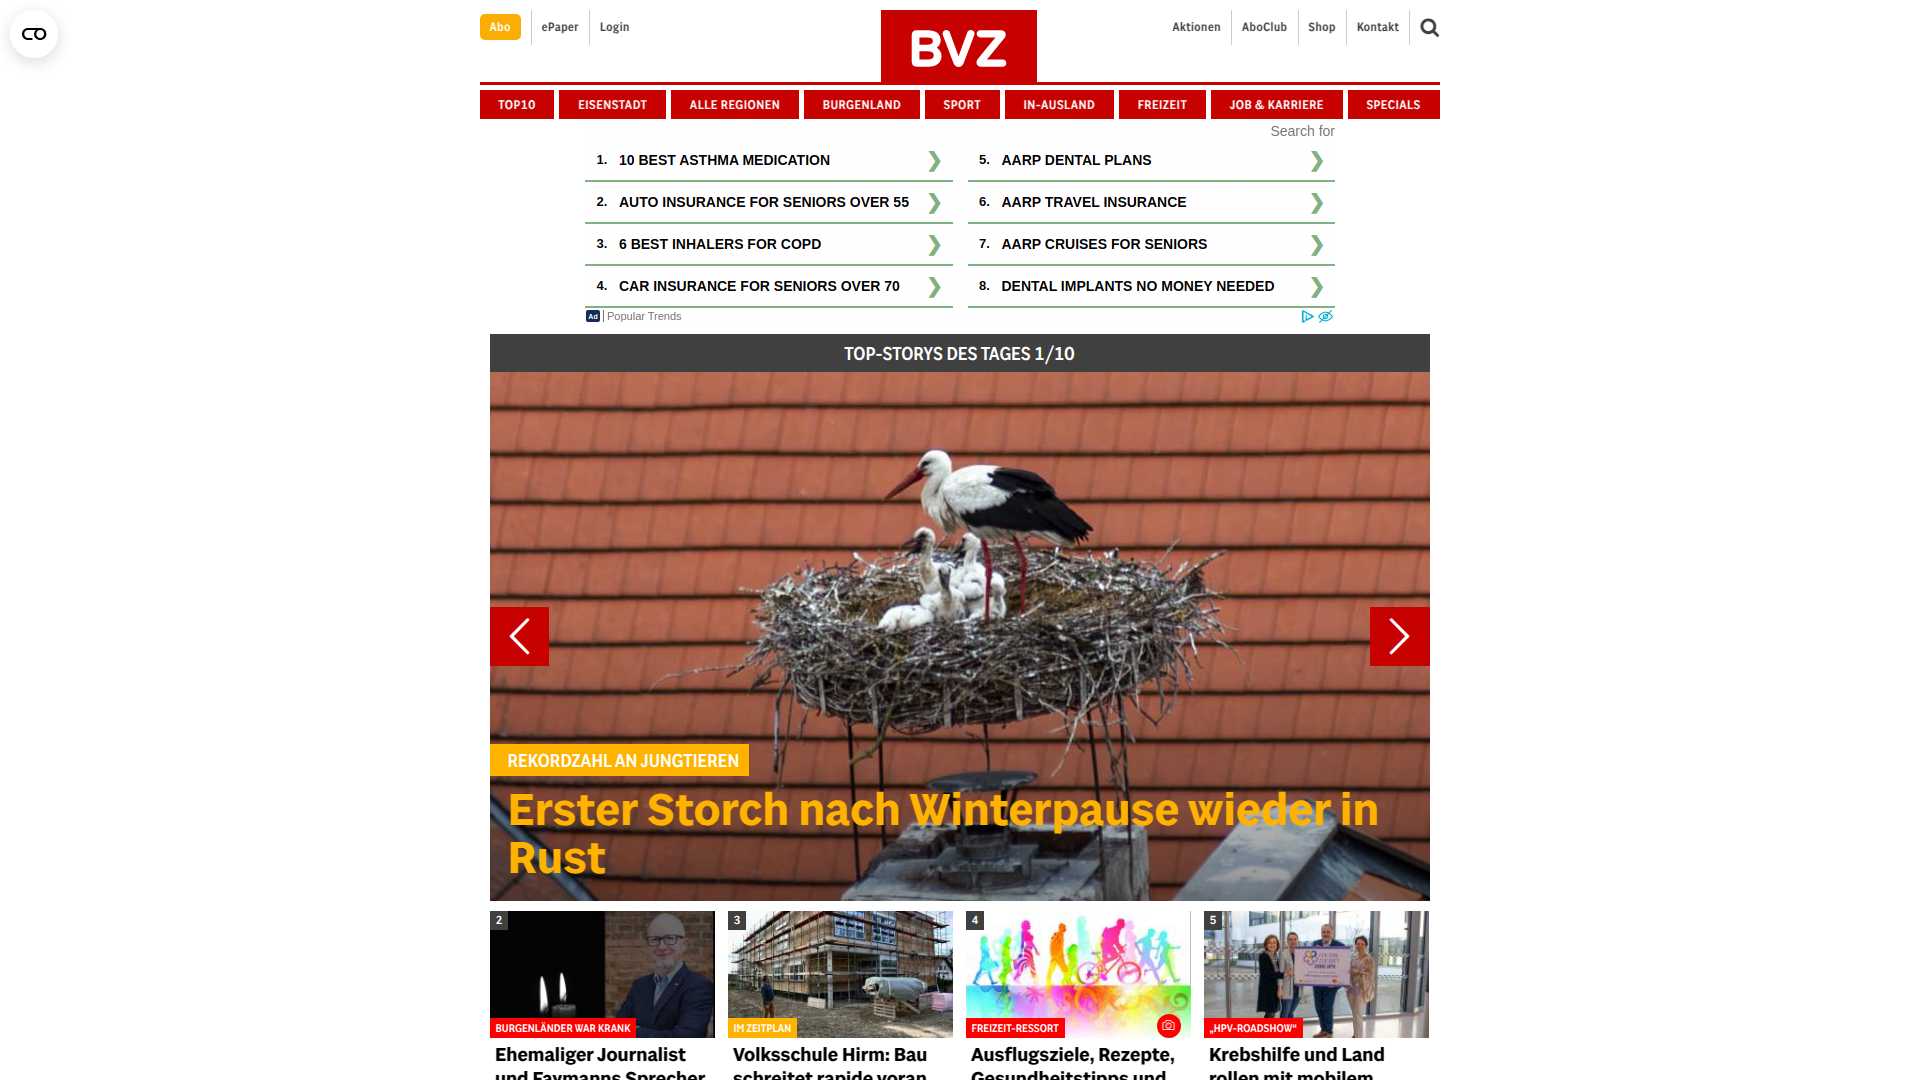 Abo
ePaper
Login
BVZ
Aktionen
AboClub
Shop
Kontakt
TOP10
EISENSTADT
ALLE REGIONEN
BURGENLAND
SPORT
IN-AUSLAND
FREIZEIT
JOB & KARRIERE
SPECIALS
Search for
1. 10 BEST ASTHMA MEDICATION
2. AUTO INSURANCE FOR SENIORS OVER 55
3. 6 BEST INHALERS FOR COPD
4. CAR INSURANCE FOR SENIORS OVER 70
5. AARP DENTAL PLANS
6. AARP TRAVEL INSURANCE
7. AARP CRUISES FOR SENIORS
8. DENTAL IMPLANTS NO MONEY NEEDED
Ad | Popular Trends
TOP-STORYS DES TAGES 1/10
REKORDZAHL AN JUNGTIEREN
Erster Storch nach Winterpause wieder in
Rust
2
BURGENLÄNDER WAR KRANK
Ehemaliger Journalist
und Faymanns Sprecher
3
IM ZEITPLAN
Volksschule Hirm: Bau
schreitet rapide voran
4
FREIZEIT-RESSORT
Ausflugsziele, Rezepte,
Gesundheitstipps und
5
„HPV-ROADSHOW"
Krebshilfe und Land
rollen mit mobilem